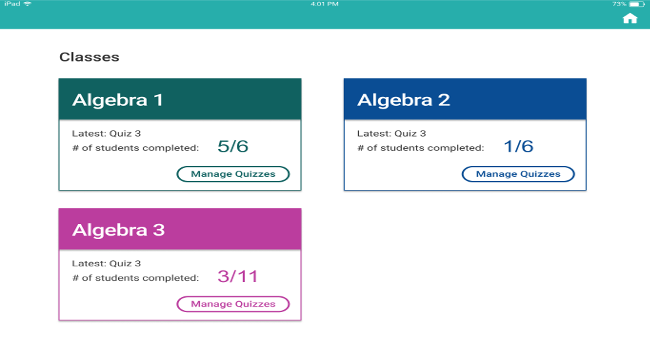 iPad 4:01 PM 73%
Classes
Algebra 1
Latest: Quiz 3
# of students completed: 5/6
Manage Quizzes
Algebra 2
Latest: Quiz 3
# of students completed: 1/6
Manage Quizzes
Algebra 3
Latest: Quiz 3
# of students completed: 3/11
Manage Quizzes